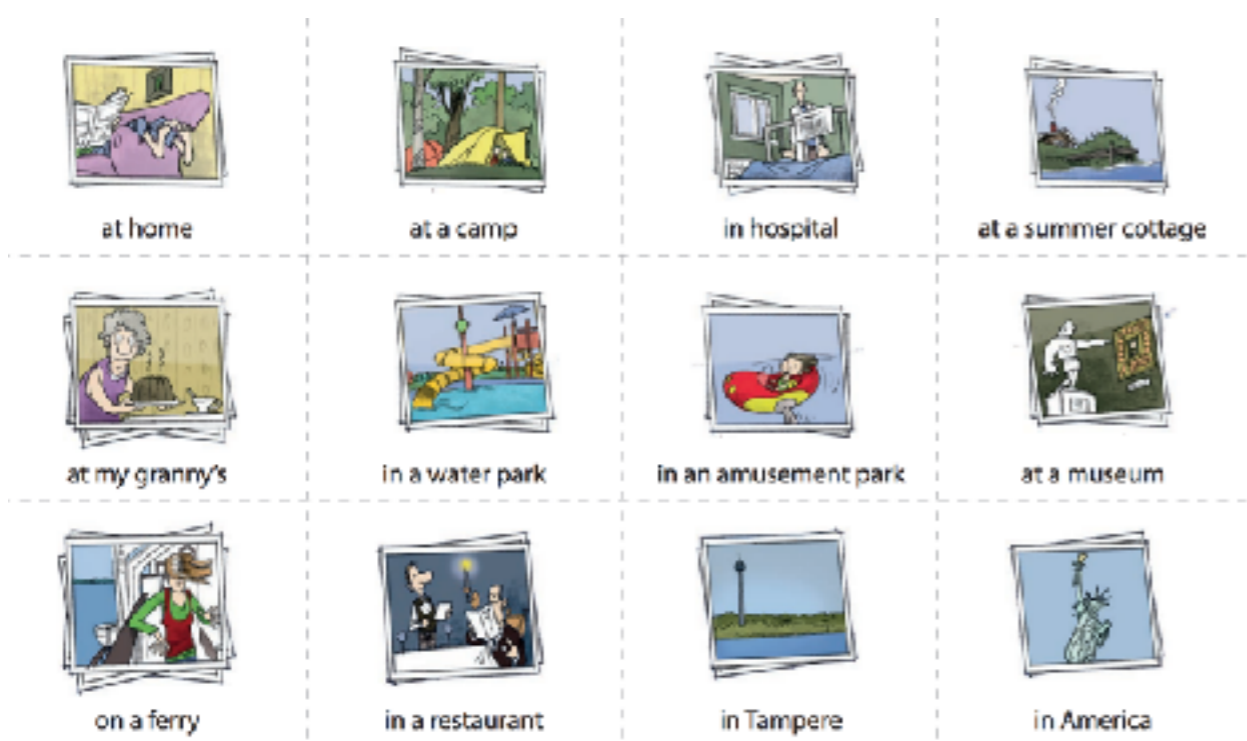 at home
at a camp
in hospital
at a summer cottage
at my granny's
in a water park
in an amusement park
at a museum
on a ferry
in a restaurant
in Tampere
in America